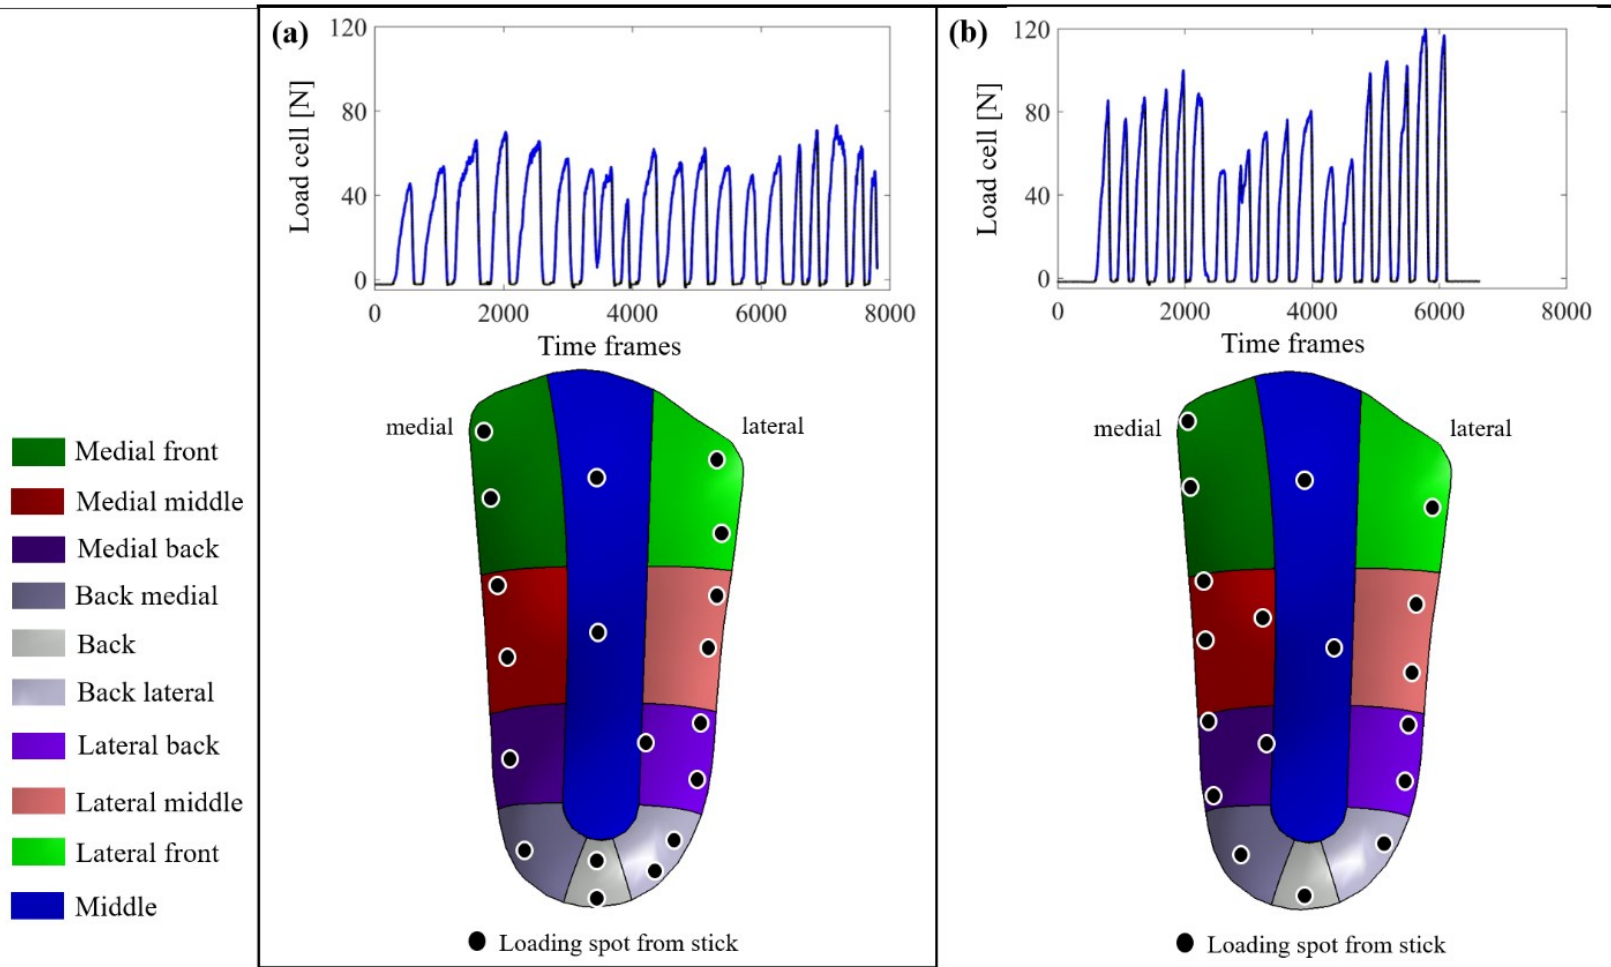 (a)
120
80
40
0
Load cell [N]
0 2000 4000 6000 8000
Time frames
medial
lateral
Loading spot from stick
(b)
120
80
40
0
Load cell [N]
0 2000 4000 6000 8000
Time frames
medial
lateral
Loading spot from stick
Medial front
Medial middle
Medial back
Back medial
Back
Back lateral
Lateral back
Lateral middle
Lateral front
Middle